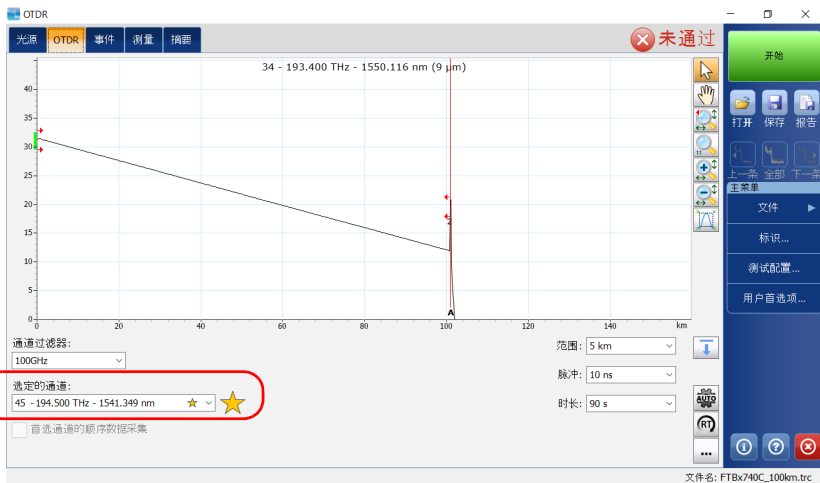 OTDR
光源 OTDR 事件 测量 摘要
未通过
34 - 193.400 THz - 1550.116 nm (9 µm)
40
35
30
25
20
15
10
5
0
2
A
0 20 40 60 80 100 120 140 km
通道过滤器:
100GHz
选定的通道:
45 - 194.500 THz - 1541.349 nm
首选通道的顺序数据采集
范围: 5 km
脉冲: 10 ns
时长: 90 s
AUTO
RT
...
开始
打开 保存 报告
上一条 全部 下一条
主菜单
文件
标识...
测试配置...
用户首选项...
文件名: FTBx740C_100km.trc